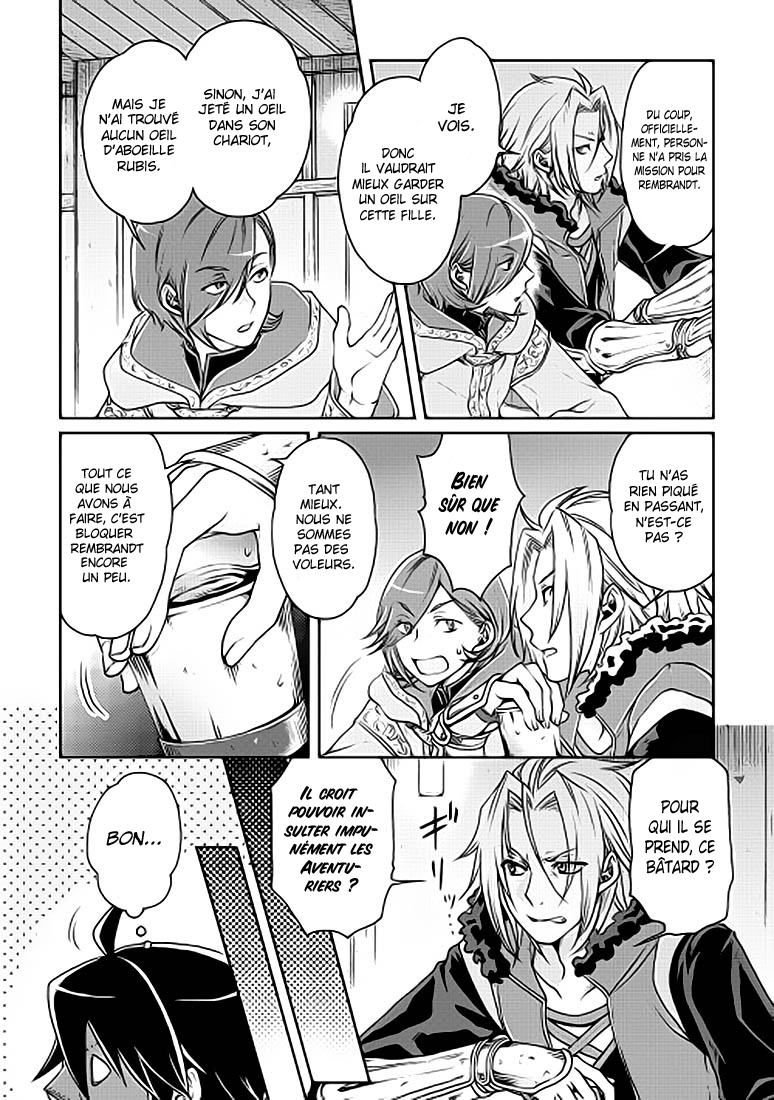 DU COUP,
OFFICIELLE-
MENT, PERSON-
NE N'A PRIS LA
MISSION POUR
REMBRANDT.
JE
VOIS.
DONC
IL VAUDRAIT
MIEUX GARDER
UN OEIL SUR
CETTE FILLE.
SINON, J'AI
JETÉ UN OEIL
DANS SON
CHARIOT,
MAIS JE
N'AI TROUVÉ
AUCUN OEIL
D'ABOEILLE
RUBIS.
TU N'AS
RIEN PIQUÉ
EN PASSANT,
N'EST-CE
PAS ?
BIEN
SÛR QUE
NON !
TANT
MIEUX.
NOUS NE
SOMMES
PAS DES
VOLEURS.
TOUT CE
QUE NOUS
AVONS À
FAIRE, C'EST
BLOQUER
REMBRANDT
ENCORE
UN PEU.
POUR
QUI IL SE
PREND, CE
BÂTARD ?
IL CROIT
POUVOIR IN-
SULTER IMPU-
NÉMENT LES
AVENTU-
RIERS ?
BON...